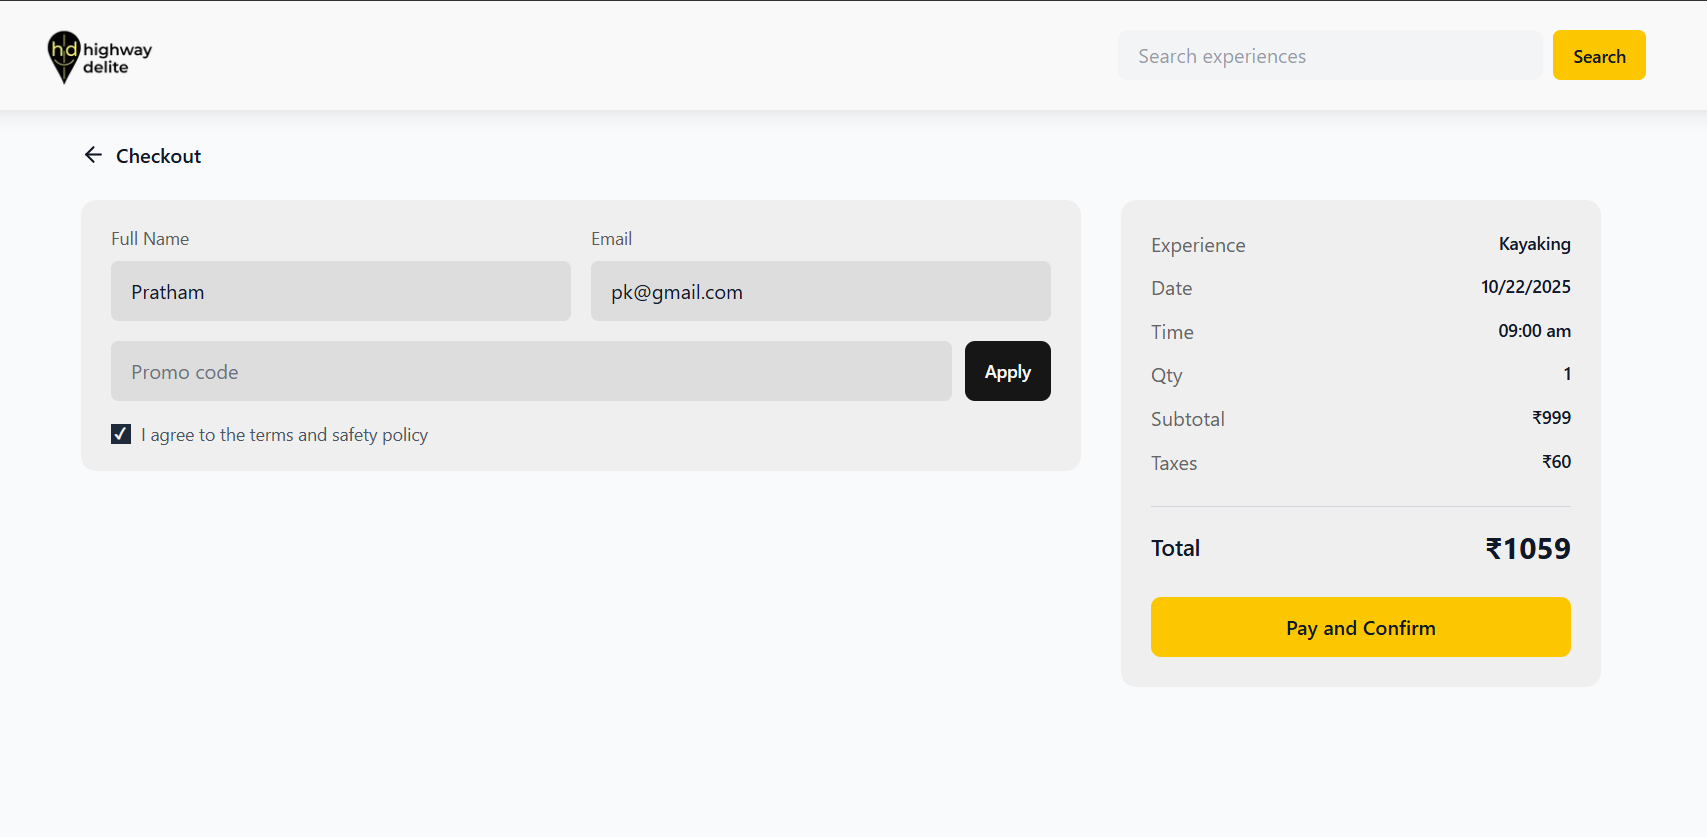 hd highway
delite
Search experiences
Search
Checkout
Full Name
Email
Pratham
pk@gmail.com
Promo code
Apply
I agree to the terms and safety policy
Experience Kayaking
Date 10/22/2025
Time 09:00 am
Qty 1
Subtotal ₹999
Taxes ₹60
Total ₹1059
Pay and Confirm